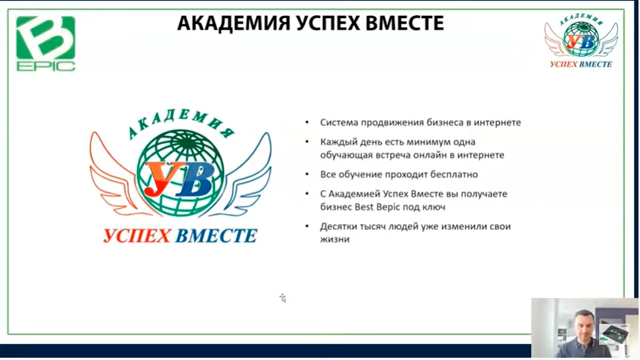 АКАДЕМИЯ УСПЕХ ВМЕСТЕ
B
EPIC
АКАДЕМИЯ
УВ
УСПЕХ ВМЕСТЕ
АКАДЕМИЯ
УВ
УСПЕХ ВМЕСТЕ
• Система продвижения бизнеса в интернете
• Каждый день есть минимум одна
обучающая встреча онлайн в интернете
• Все обучение проходит бесплатно
• С Академией Успех Вместе вы получаете
бизнес Best Bepic под ключ
• Десятки тысяч людей уже изменили свои
жизни